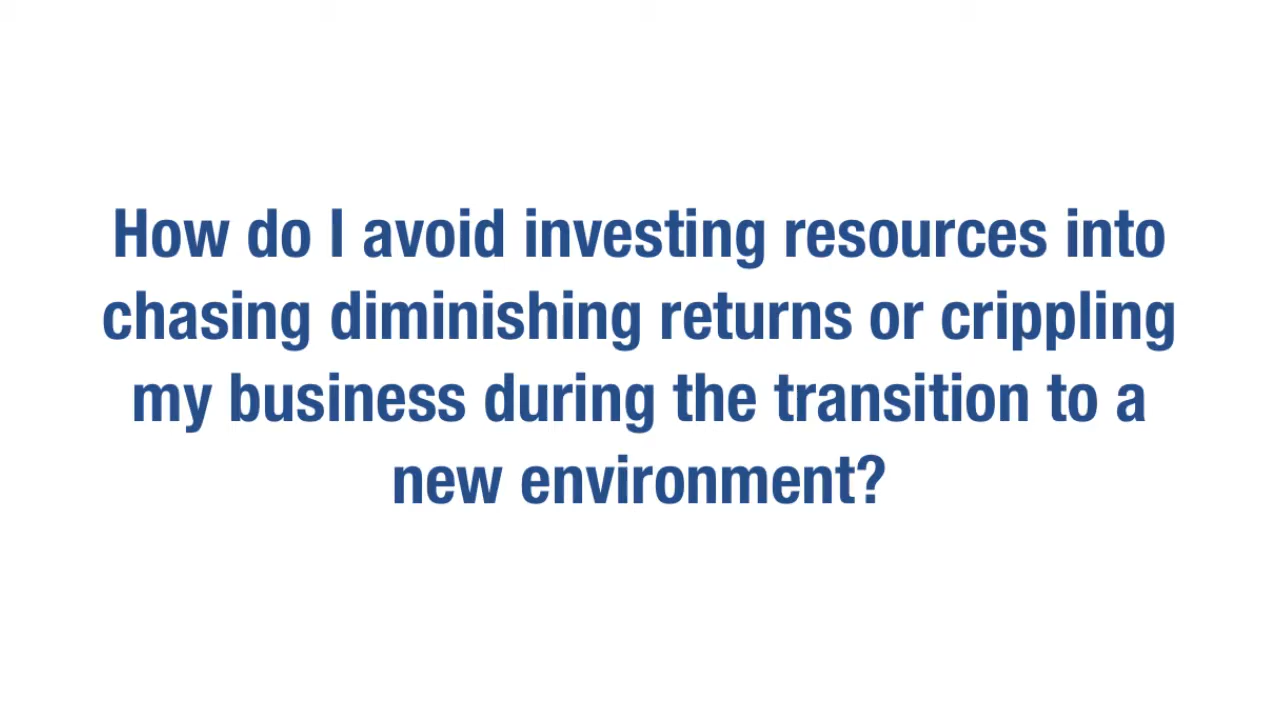 How do I avoid investing resources into
chasing diminishing returns or crippling
my business during the transition to a
new environment?